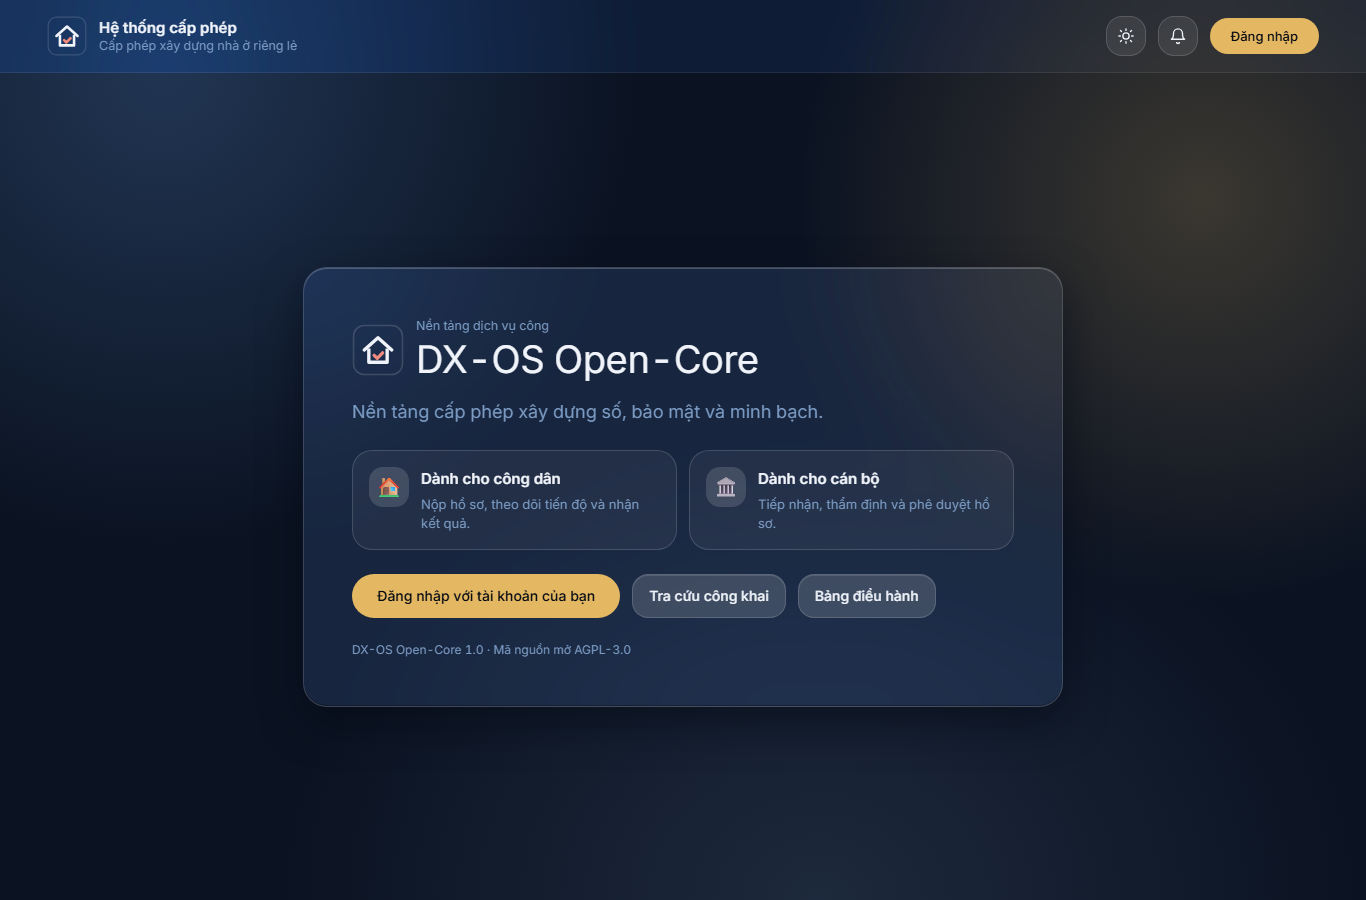 Hệ thống cấp phép
Cấp phép xây dựng nhà ở riêng lẻ
Đăng nhập
Nền tảng dịch vụ công
DX-OS Open-Core
Nền tảng cấp phép xây dựng số, bảo mật và minh bạch.
Dành cho công dân
Nộp hồ sơ, theo dõi tiến độ và nhận
kết quả.
Dành cho cán bộ
Tiếp nhận, thẩm định và phê duyệt hồ
sơ.
Đăng nhập với tài khoản của bạn
Tra cứu công khai
Bảng điều hành
DX-OS Open-Core 1.0 · Mã nguồn mở AGPL-3.0